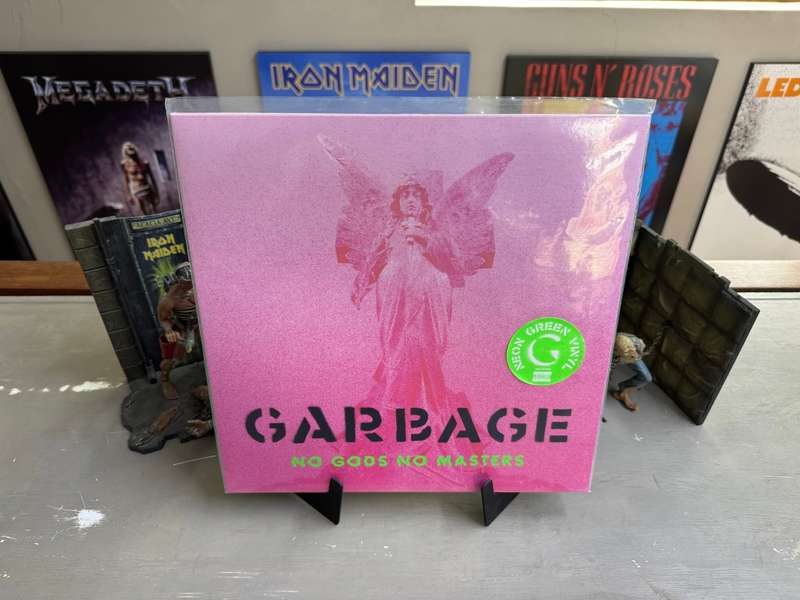 MEGADETH
IRON MAIDEN
GUNS N' ROSES
LED
IRON
MAIDEN
NEON GREEN VINYL
G
GARBAGE
NO GODS NO MASTERS